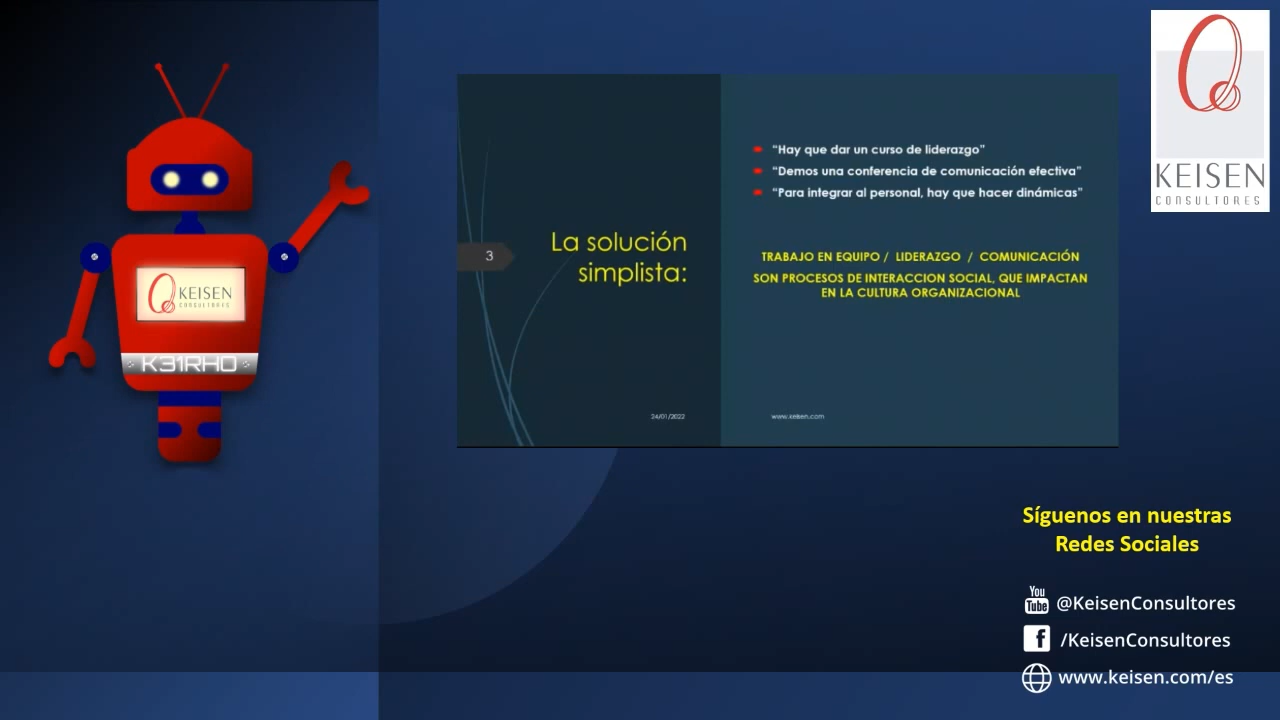 KEISEN
CONSULTORES
K31RHO
La solución
simplista:
3
24/01/2022
“Hay que dar un curso de liderazgo”
“Demos una conferencia de comunicación efectiva”
“Para integrar al personal, hay que hacer dinámicas”
TRABAJO EN EQUIPO / LIDERAZGO / COMUNICACIÓN
SON PROCESOS DE INTERACCION SOCIAL, QUE IMPACTAN
EN LA CULTURA ORGANIZACIONAL
www.keisen.com
KEISEN
CONSULTORES
Síguenos en nuestras
Redes Sociales
You
Tube
@KeisenConsultores
f
/KeisenConsultores
www.keisen.com/es